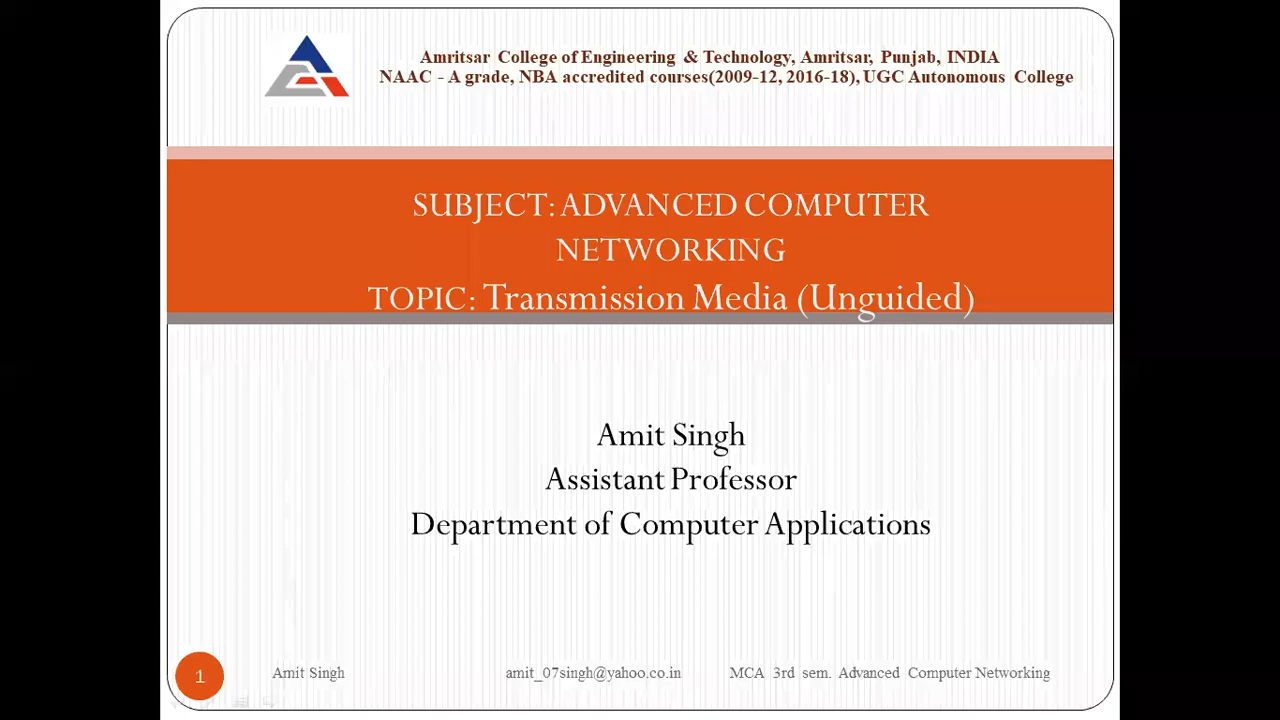 Amritsar College of Engineering & Technology, Amritsar, Punjab, INDIA
NAAC - A grade, NBA accredited courses(2009-12, 2016-18), UGC Autonomous College
SUBJECT: ADVANCED COMPUTER
NETWORKING
TOPIC: Transmission Media (Unguided)
Amit Singh
Assistant Professor
Department of Computer Applications
1
Amit Singh
amit_07singh@yahoo.co.in
MCA 3rd sem. Advanced Computer Networking